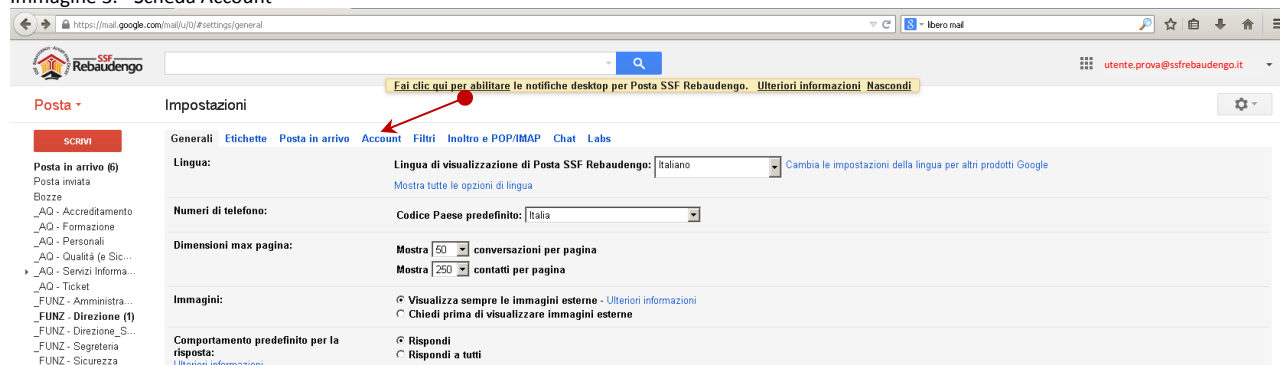 Immagine 3. - Scheda Account
https://mail.google.com/mail/u/0/#settings/general
libero mail
SSF
Rebaudengo
utente.prova@ssfrebaudengo.it
Fai clic qui per abilitare le notifiche desktop per Posta SSF Rebaudengo. Ulteriori informazioni Nascondi
Posta
Impostazioni
SCRIVI
Generali Etichette Posta in arrivo Account Filtri Inoltro e POP/IMAP Chat Labs
Posta in arrivo (6)
Posta inviata
Bozze
_AQ - Accreditamento
_AQ - Formazione
_AQ - Personali
_AQ - Qualità (e Sic...
_AQ - Servizi Informa...
_AQ - Ticket
_FUNZ - Amministra...
_FUNZ - Direzione (1)
_FUNZ - Direzione_S...
_FUNZ - Segreteria
_FUNZ - Sicurezza
Lingua:
Lingua di visualizzazione di Posta SSF Rebaudengo: Italiano Cambia le impostazioni della lingua per altri prodotti Google
Mostra tutte le opzioni di lingua
Numeri di telefono:
Codice Paese predefinito: Italia
Dimensioni max pagina:
Mostra 50 conversazioni per pagina
Mostra 250 contatti per pagina
Immagini:
Visualizza sempre le immagini esterne - Ulteriori informazioni
Chiedi prima di visualizzare immagini esterne
Comportamento predefinito per la
risposta:
Ulteriori informazioni
Rispondi
Rispondi a tutti